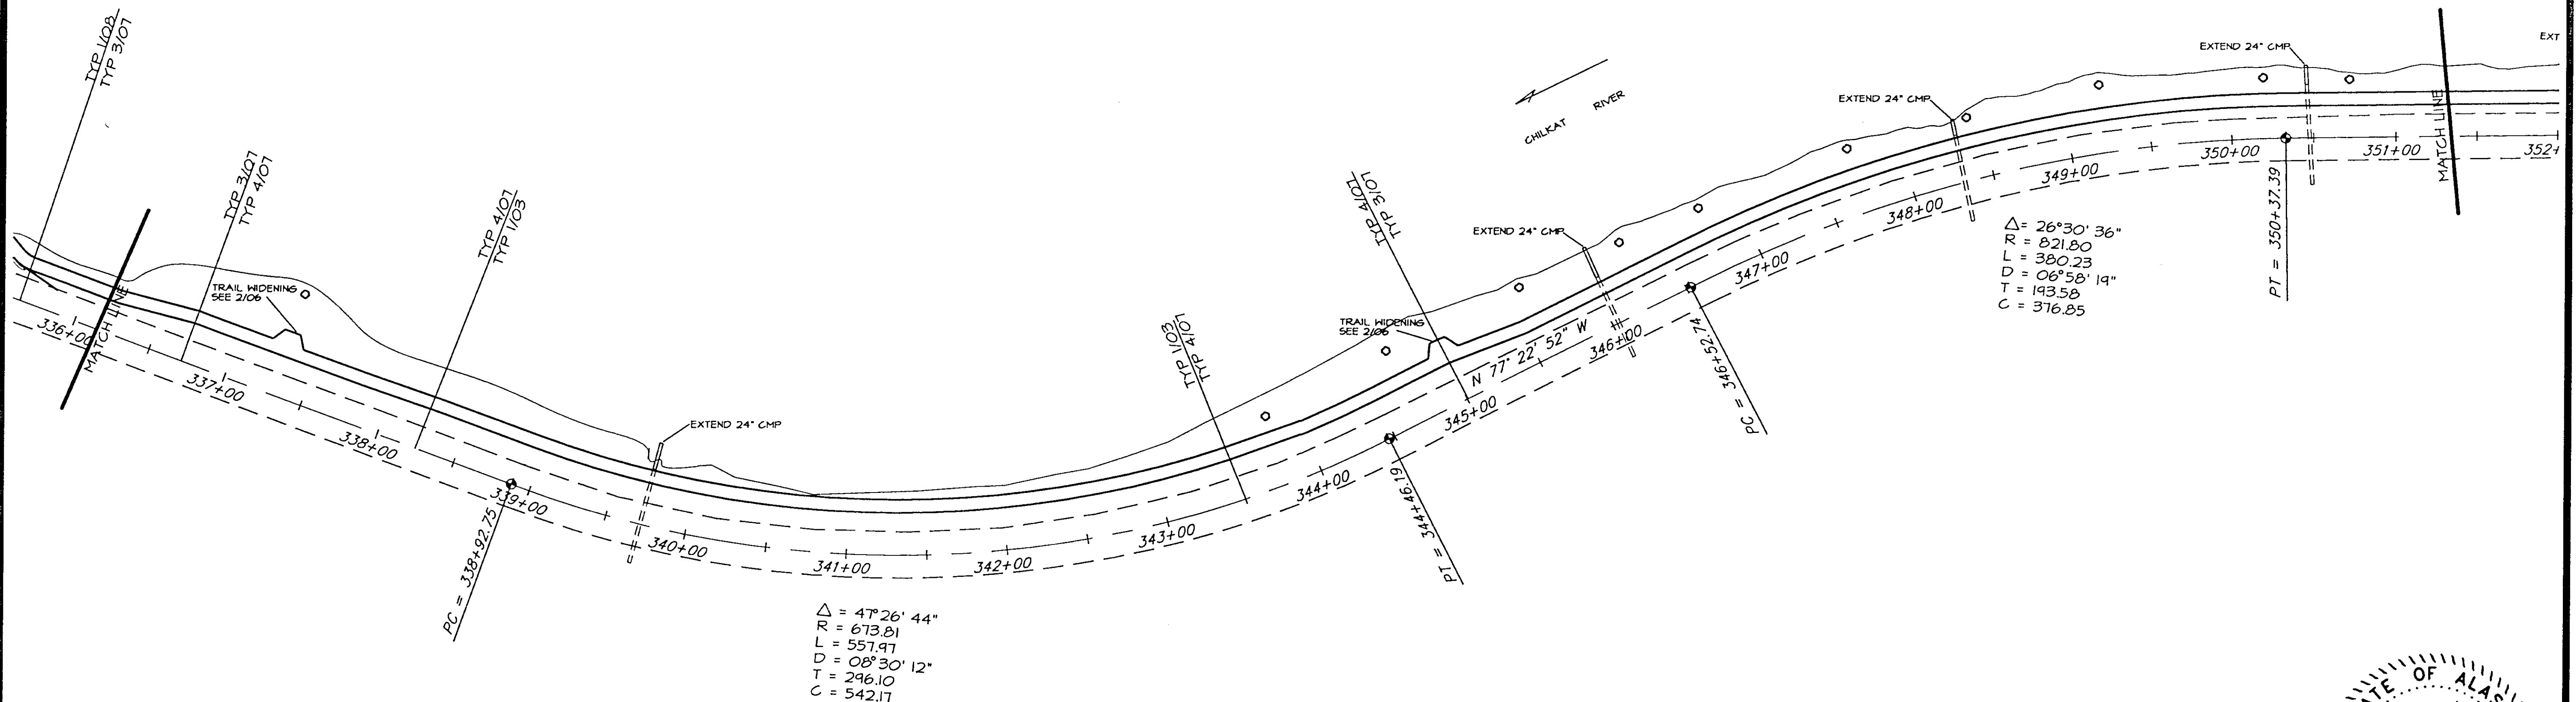 TYP 1/08
TYP 3/07
TYP 3/07
TYP 4/07
TYP 4/07
TYP 1/03
TRAIL WIDENING
SEE 2/06
MATCH LINE
336+00
337+00
338+00
339+00
PC = 338+92.75
EXTEND 24" CMP
340+00
341+00
342+00
343+00
Δ = 47°26' 44"
R = 673.81
L = 557.97
D = 08°30' 12"
T = 296.10
C = 542.17
TYP 1/03
TYP 4/07
344+00
PT = 344+46.19
TYP 4/07
TYP 3/07
TRAIL WIDENING
SEE 2/06
345+00
N 77° 22' 52" W
EXTEND 24" CMP
346+00
PC = 346+52.74
347+00
CHILKAT RIVER
EXTEND 24" CMP
348+00
349+00
Δ= 26°30' 36"
R = 821.80
L = 380.23
D = 06°58' 19"
T = 193.58
C = 376.85
350+00
PT = 350+37.39
EXTEND 24" CMP
351+00
MATCH LINE
352+
EXT
TE OF ALAS